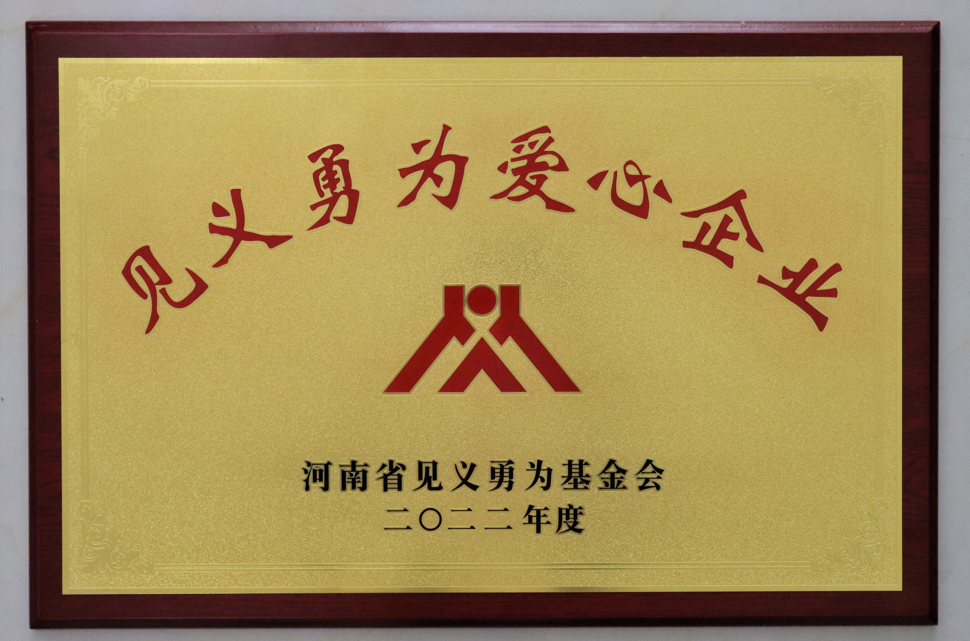 见义勇为爱心企业
河南省见义勇为基金会
二〇二二年度